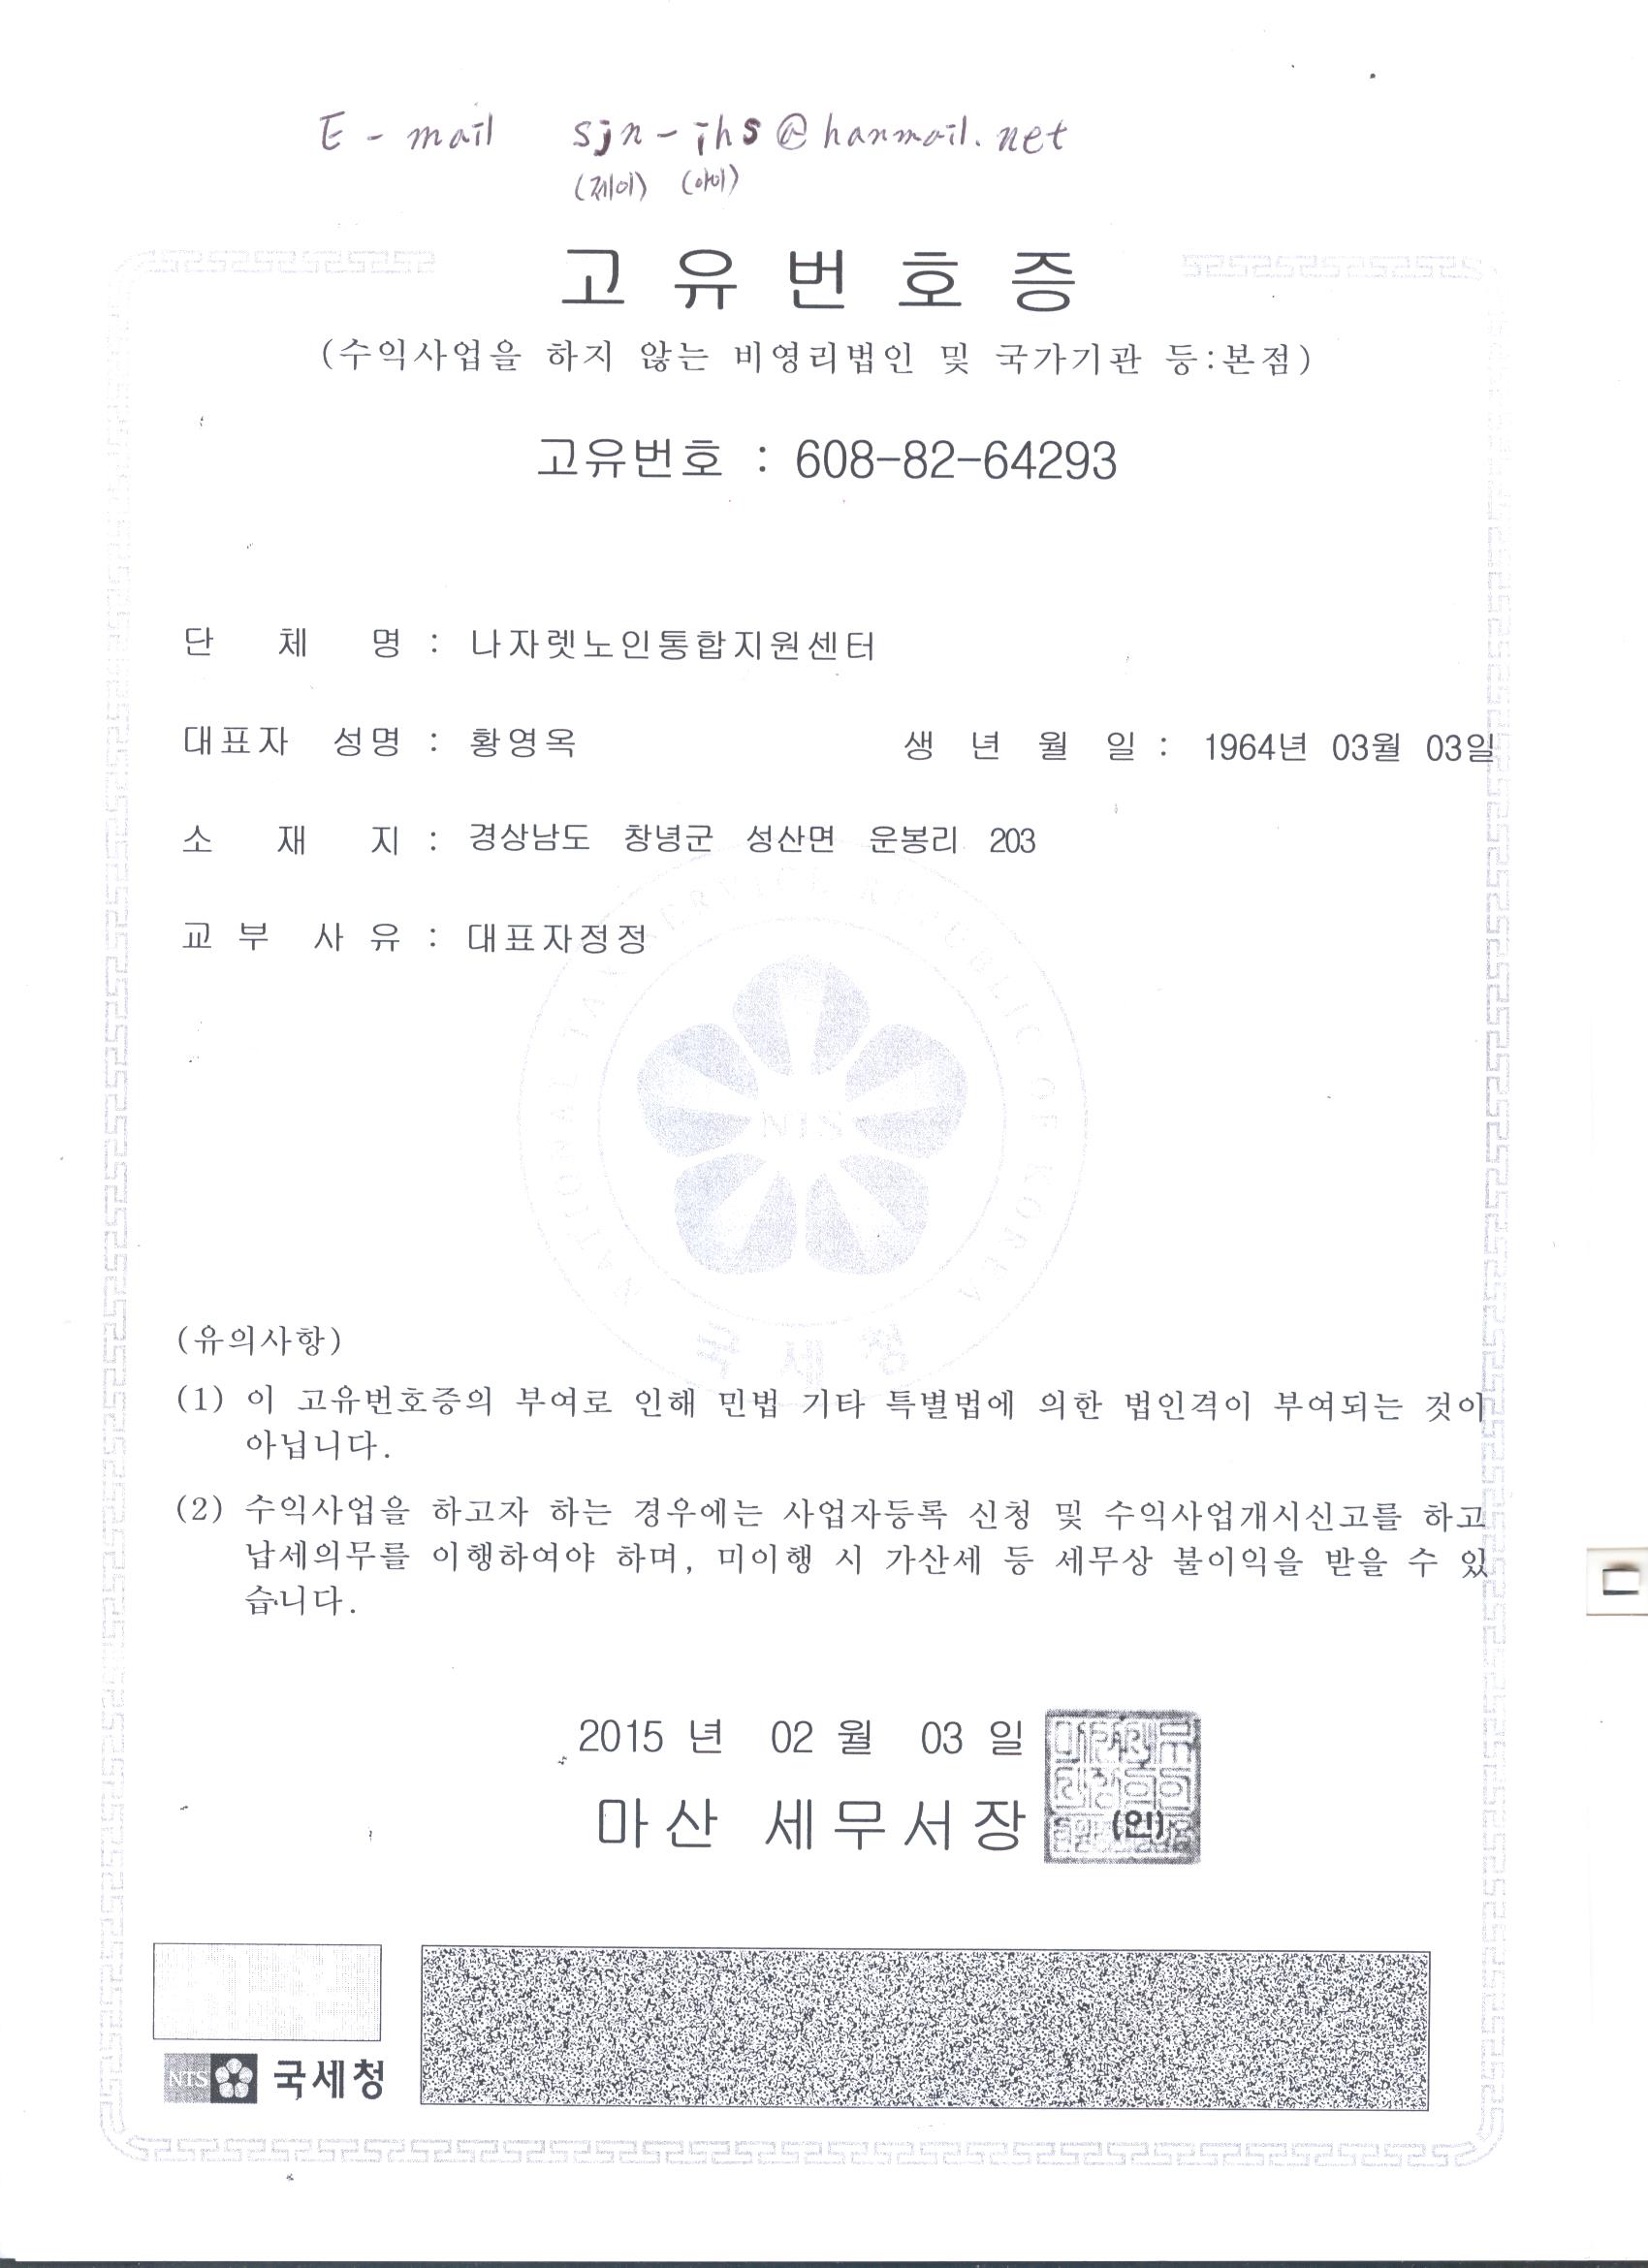 E - mail sjn-ihs@hanmail.net
(제이) (아이)
고유번호증
(수익사업을 하지 않는 비영리법인 및 국가기관 등:본점)
고유번호 : 608-82-64293
단 체 명 : 나자렛노인통합지원센터
대표자 성명 : 황영옥 생 년 월 일 : 1964년 03월 03일
소 재 지 : 경상남도 창녕군 성산면 운봉리 203
교 부 사 유 : 대표자정정
NATIONAL TAX SERVICE REPUBLIC OF KOREA
NTS
국세청
(유의사항)
(1) 이 고유번호증의 부여로 인해 민법 기타 특별법에 의한 법인격이 부여되는 것이
아닙니다.
(2) 수익사업을 하고자 하는 경우에는 사업자등록 신청 및 수익사업개시신고를 하고
납세의무를 이행하여야 하며, 미이행 시 가산세 등 세무상 불이익을 받을 수 있
습니다.
2015 년 02 월 03 일
마산 세무서장 (인)
NTS 국세청